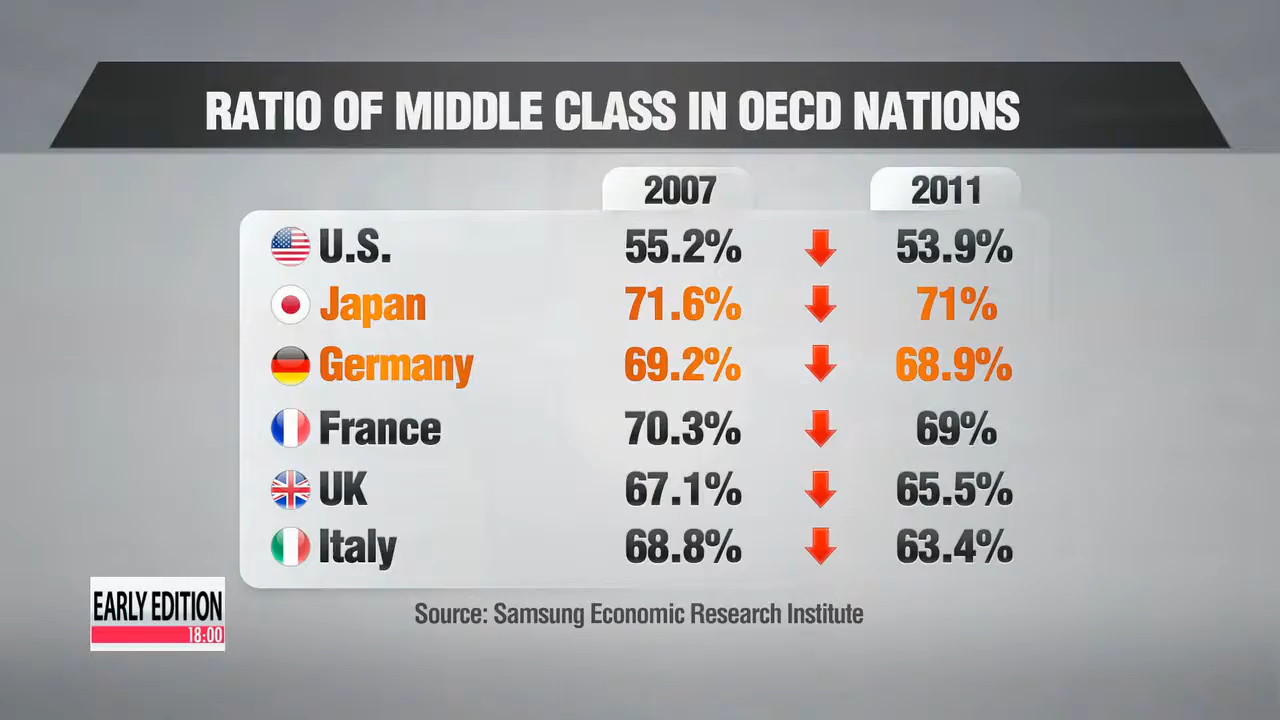 RATIO OF MIDDLE CLASS IN OECD NATIONS
2007 2011
U.S. 55.2% 53.9%
Japan 71.6% 71%
Germany 69.2% 68.9%
France 70.3% 69%
UK 67.1% 65.5%
Italy 68.8% 63.4%
Source: Samsung Economic Research Institute
EARLY EDITION
18:00